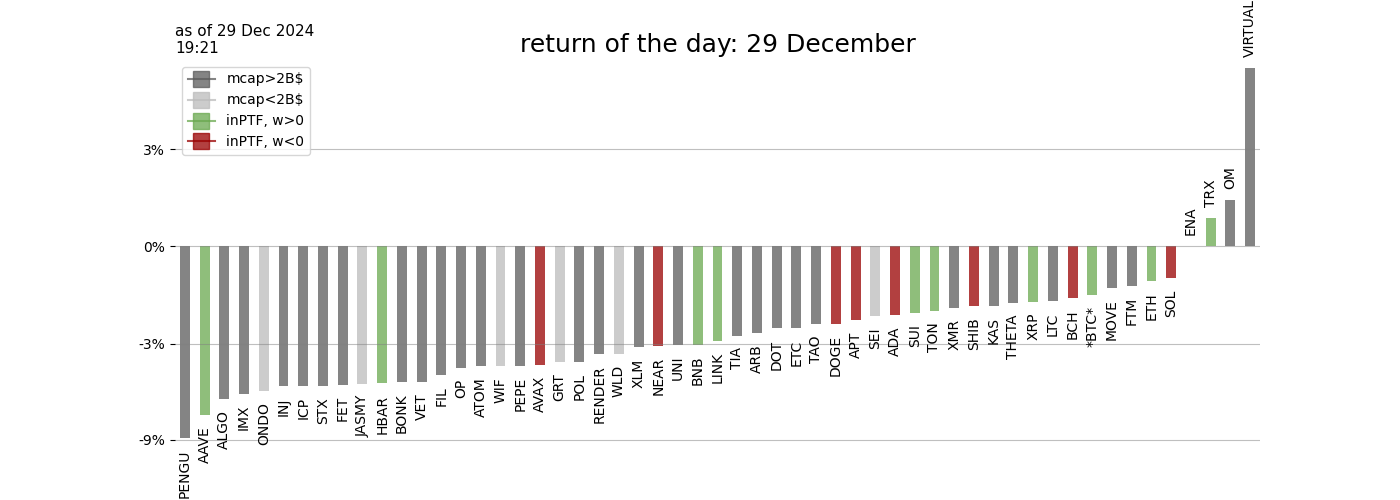 as of 29 Dec 2024
19:21
return of the day: 29 December
mcap>2B$
mcap<2B$
inPTF, w>0
inPTF, w<0
3%
0%
-3%
-9%
PENGU
AAVE
ALGO
IMX
ONDO
INJ
ICP
STX
FET
JASMY
HBAR
BONK
VET
FIL
OP
ATOM
WIF
PEPE
AVAX
GRT
POL
RENDER
WLD
XLM
NEAR
UNI
BNB
LINK
TIA
ARB
DOT
ETC
TAO
DOGE
APT
SEI
ADA
SUI
TON
XMR
SHIB
KAS
THETA
XRP
LTC
BCH
*BTC*
MOVE
FTM
ETH
SOL
ENA
TRX
OM
VIRTUAL